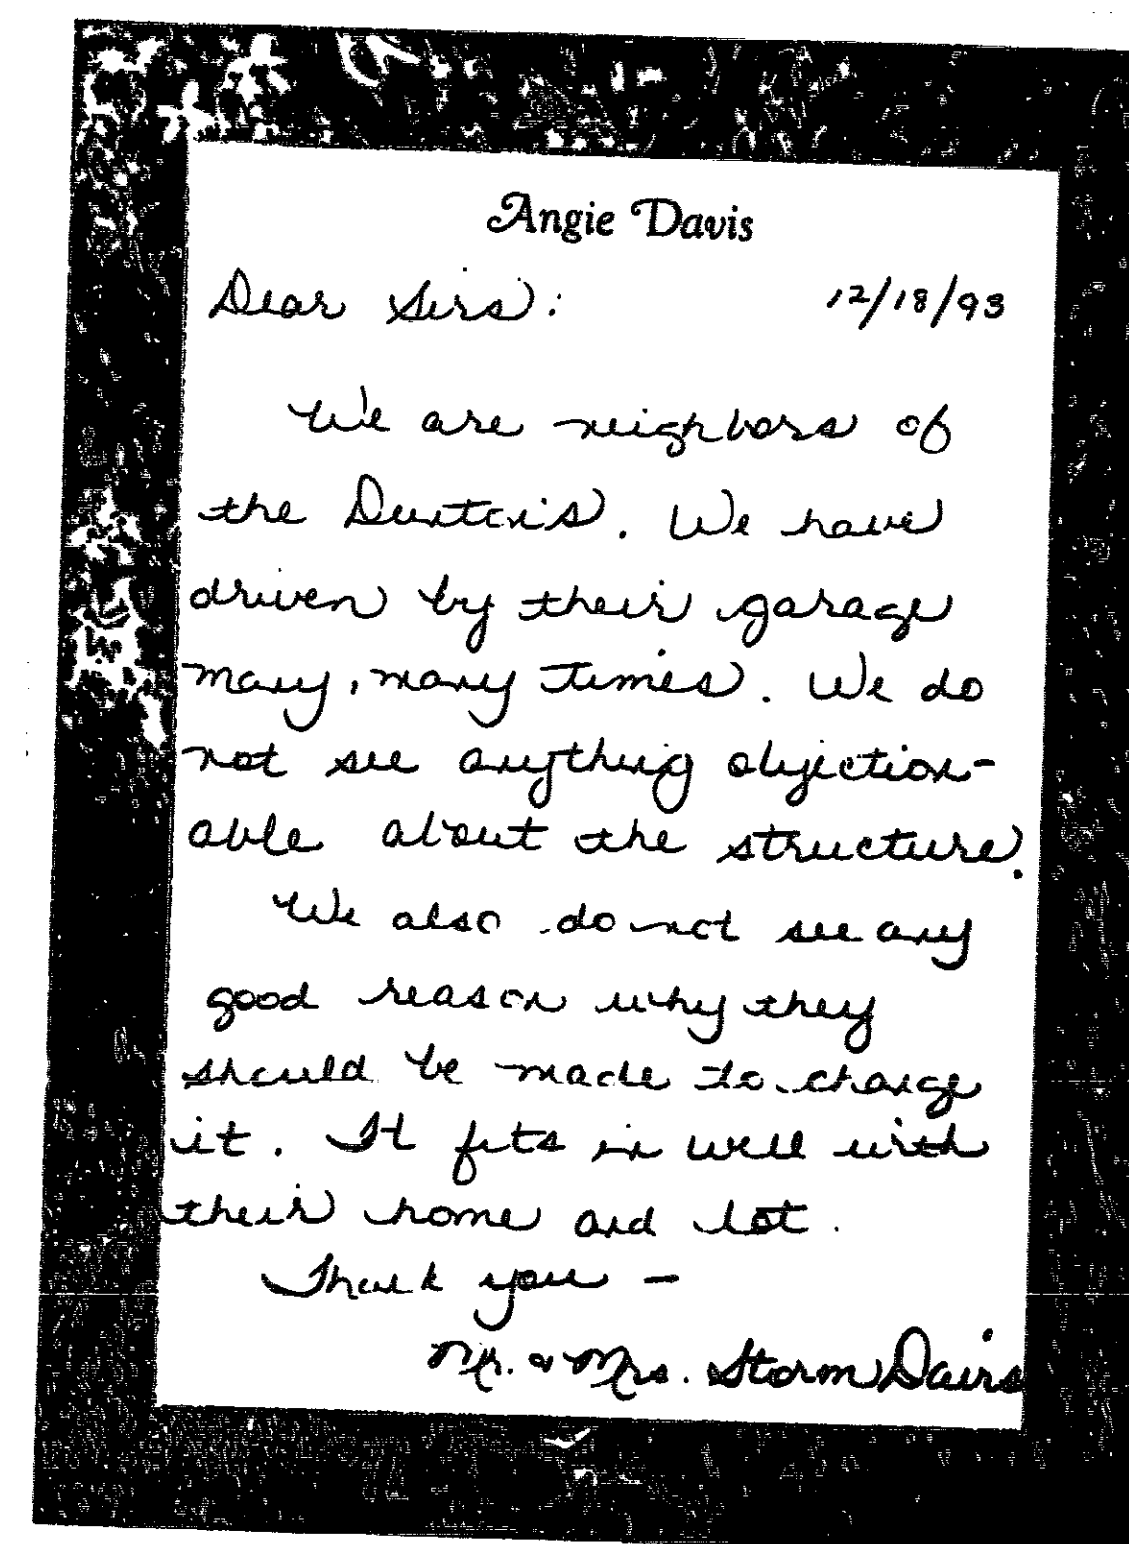 Angie Davis
Dear Sirs: 12/18/93
We are neighbors of
the . We have
driven by their garage
many, many times. We do
not see anything objection-
able about the structure.
We also do not see any
good reason why they
should be made to change
it. It fits in well with
their home and lot.
Thank you —
Mr. & Mrs. Storm Davis